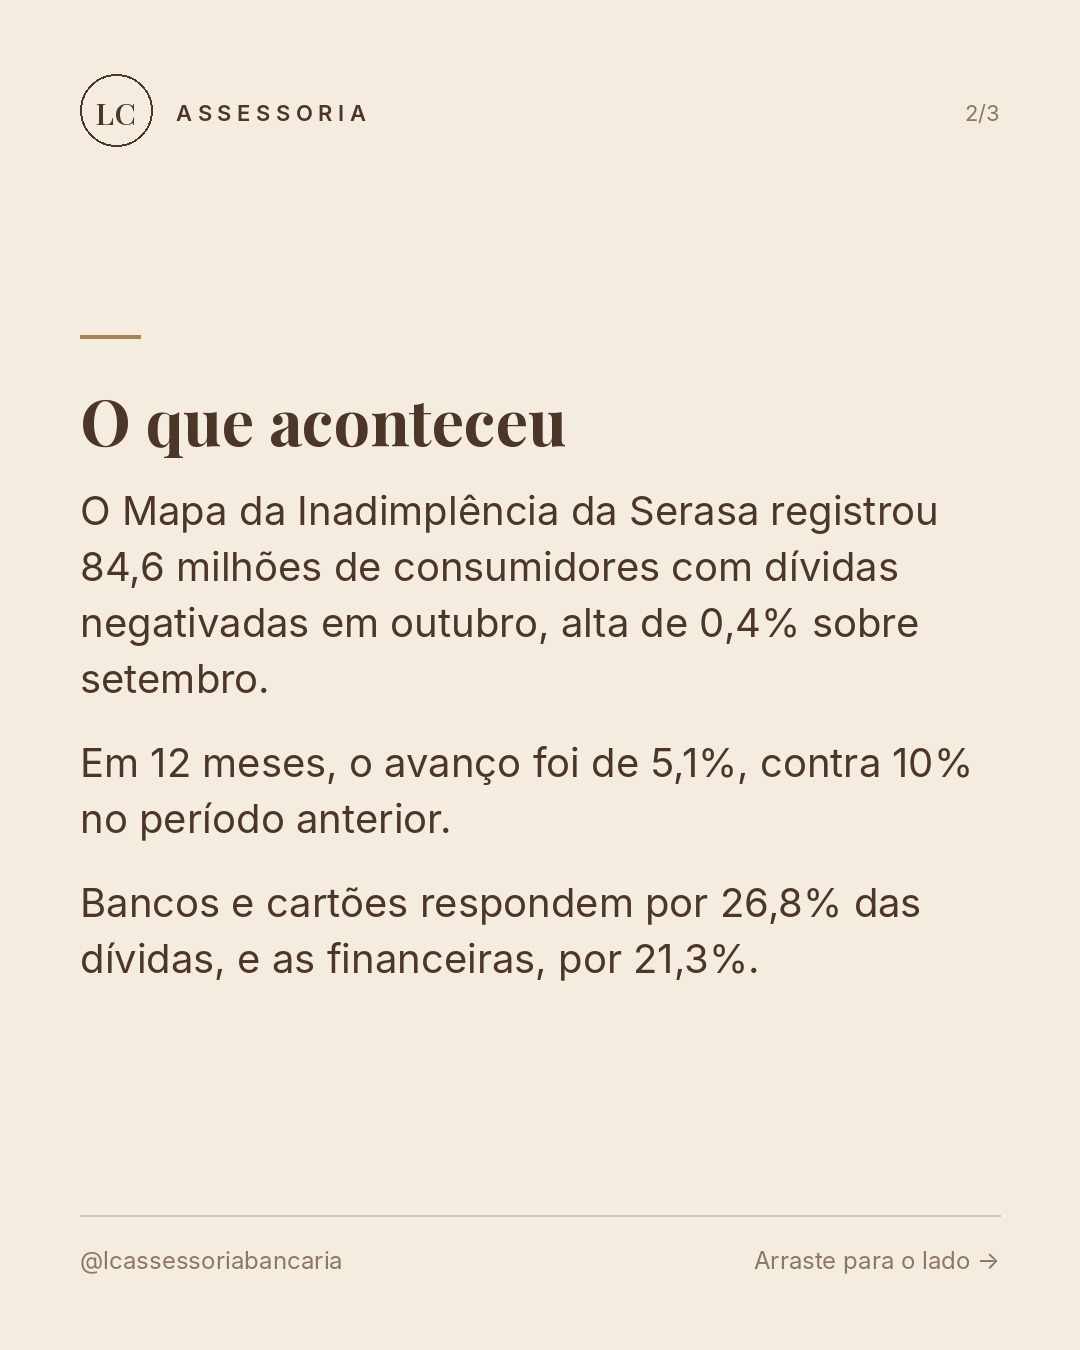 LC ASSESSORIA
2/3
O que aconteceu
O Mapa da Inadimplência da Serasa registrou
84,6 milhões de consumidores com dívidas
negativadas em outubro, alta de 0,4% sobre
setembro.
Em 12 meses, o avanço foi de 5,1%, contra 10%
no período anterior.
Bancos e cartões respondem por 26,8% das
dívidas, e as financeiras, por 21,3%.
@lcassessoriabancaria
Arraste para o lado →